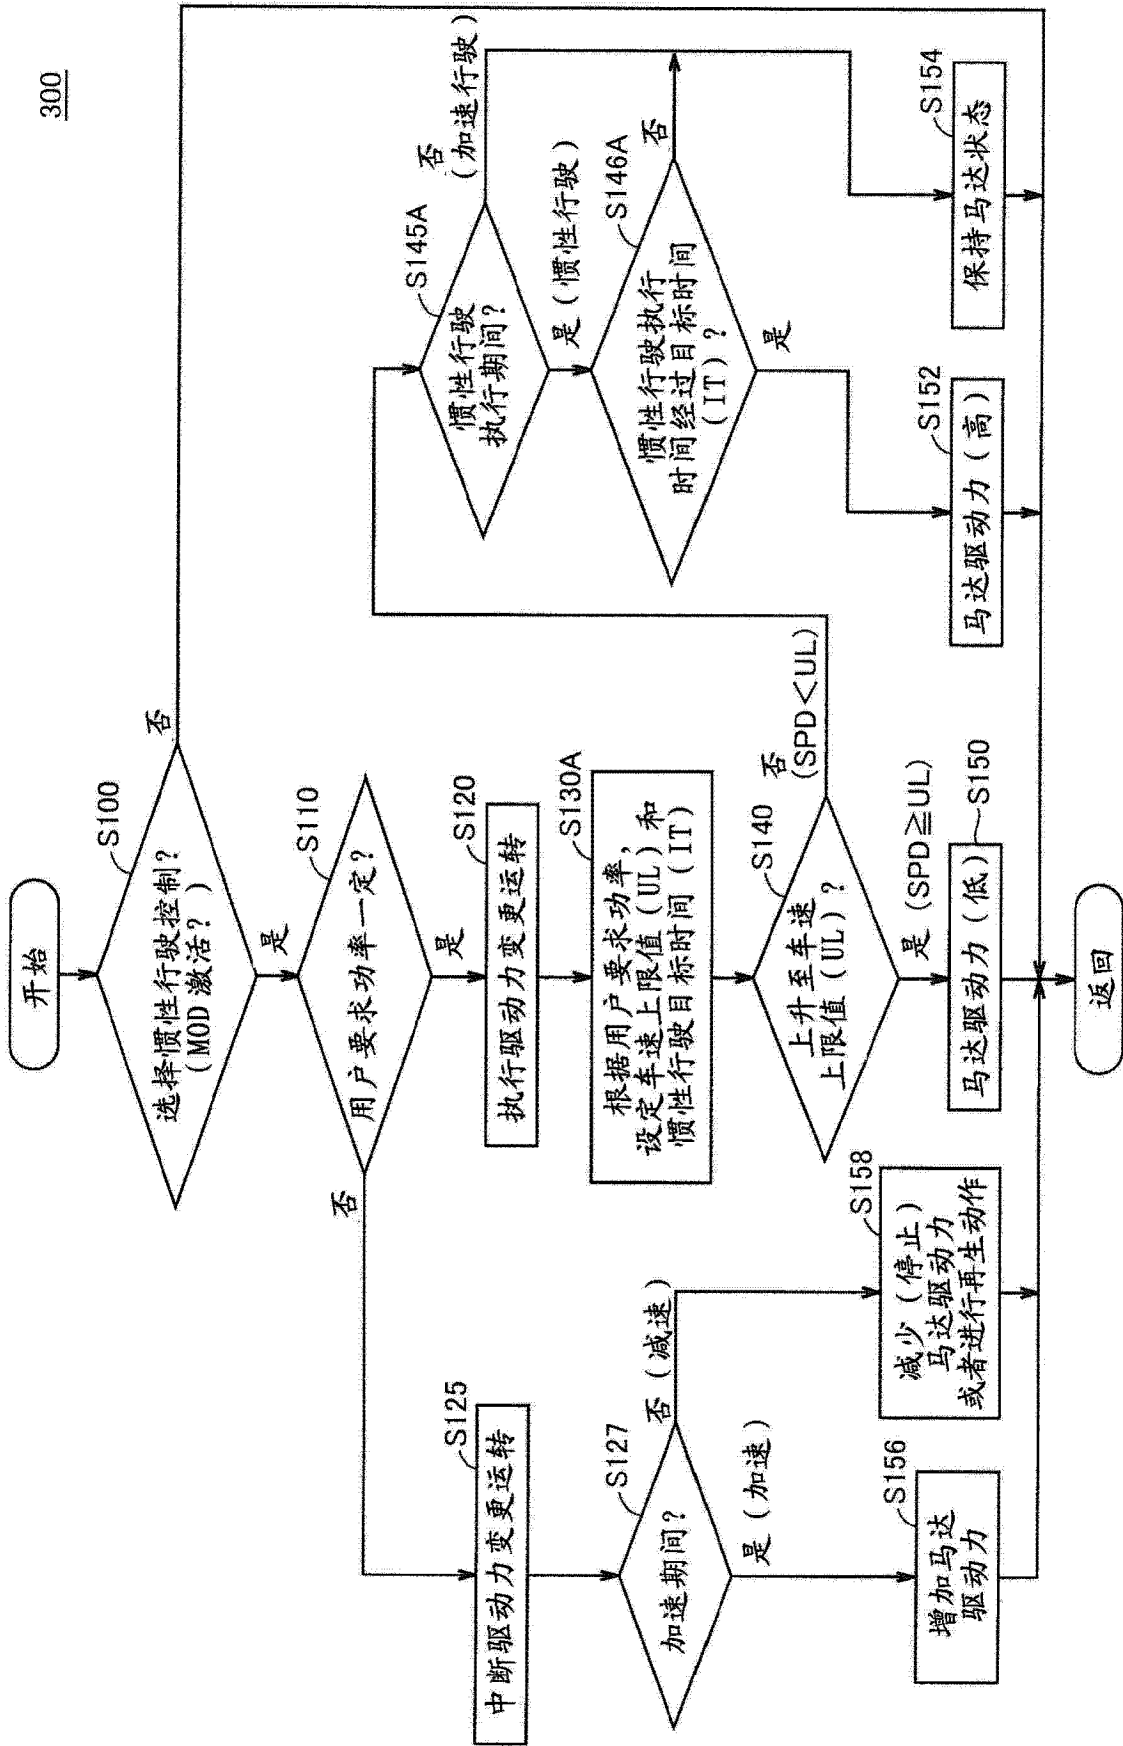 300
开始
S100
选择惯性行驶控制？
（MOD 激活？）
否
是
S110
用户要求功率一定？
否
是
S120
执行驱动力变更运转
S130A
根据用户要求功率，
设定车速上限值（UL）和
惯性行驶目标时间（IT）
S140
上升至车速
上限值（UL）？
否
（SPD＜UL）
是（SPD≧UL）
S150
马达驱动力（低）
S125
中断驱动力变更运转
S127
加速期间？
否（减速）
是（加速）
S158
减少（停止）
马达驱动力
或者进行再生动作
S156
增加马达
驱动力
S145A
惯性行驶
执行期间？
否
（加速行驶）
是（惯性行驶）
S146A
惯性行驶执行
时间经过目标时间
（IT）？
否
是
S152
马达驱动力（高）
S154
保持马达状态
返回